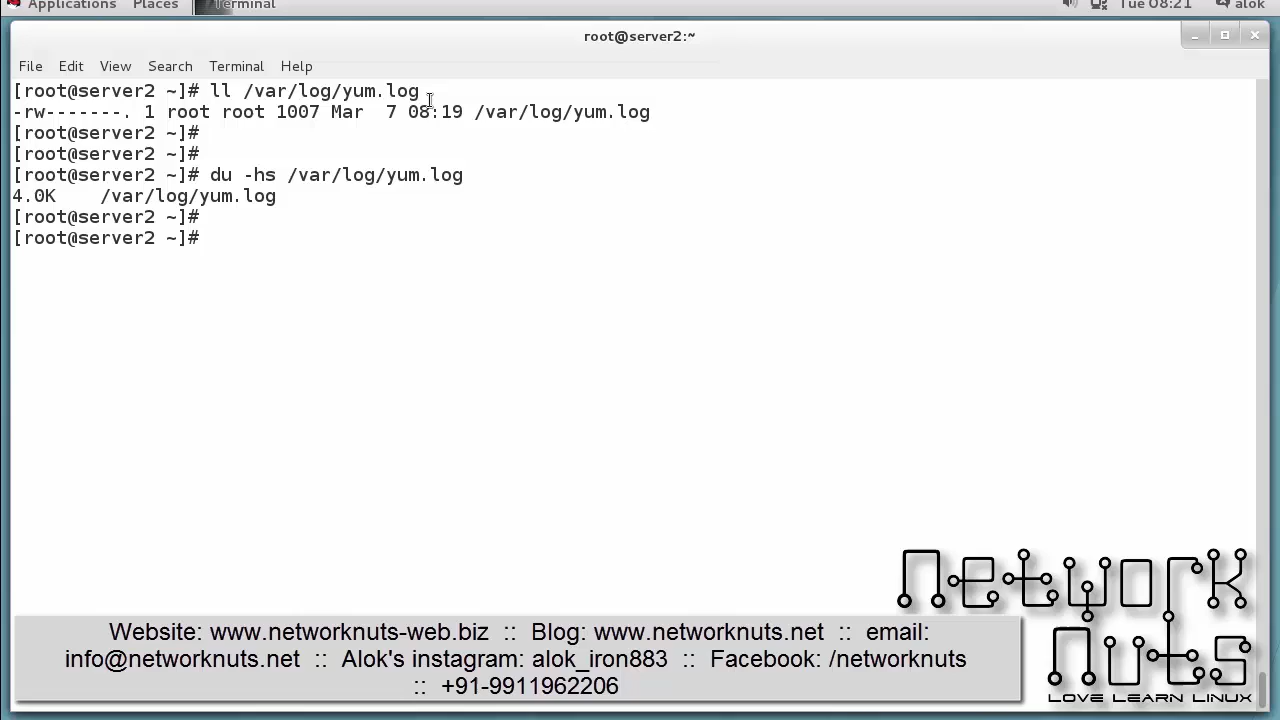 Applications Places Terminal Tue 08:21 alok
root@server2:~
File Edit View Search Terminal Help
[root@server2 ~]# ll /var/log/yum.log
-rw-------. 1 root root 1007 Mar  7 08:19 /var/log/yum.log
[root@server2 ~]#
[root@server2 ~]#
[root@server2 ~]# du -hs /var/log/yum.log
4.0K    /var/log/yum.log
[root@server2 ~]#
[root@server2 ~]#
network
nuts
LOVE LEARN LINUX
Website: www.networknuts-web.biz :: Blog: www.networknuts.net :: email:
info@networknuts.net :: Alok's instagram: alok_iron883 :: Facebook: /networknuts
:: +91-9911962206